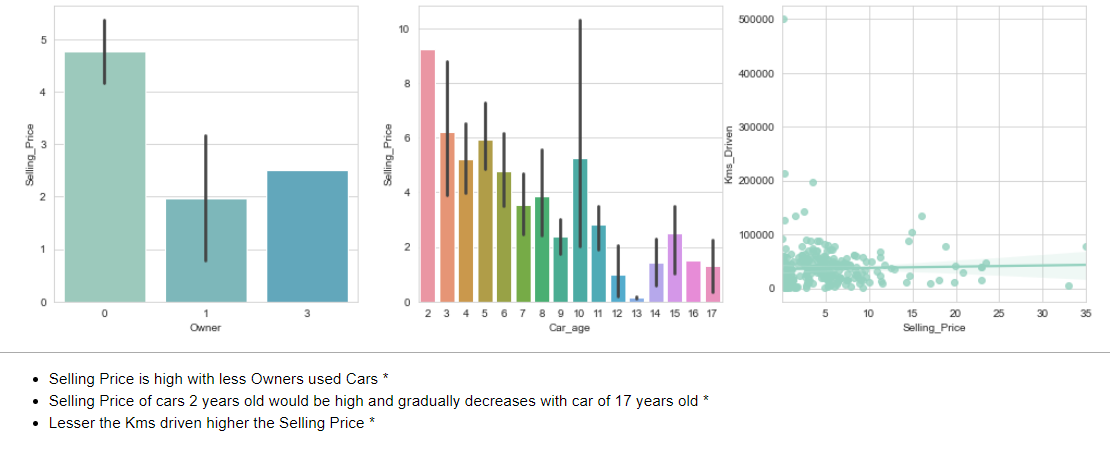 Selling_Price
5
4
3
2
1
0
0 1 3
Owner
Selling_Price
10
8
6
4
2
0
2 3 4 5 6 7 8 9 10 11 12 13 14 15 16 17
Car_age
Kms_Driven
500000
400000
300000
200000
100000
0
5 10 15 20 25 30 35
Selling_Price
• Selling Price is high with less Owners used Cars *
• Selling Price of cars 2 years old would be high and gradually decreases with car of 17 years old *
• Lesser the Kms driven higher the Selling Price *